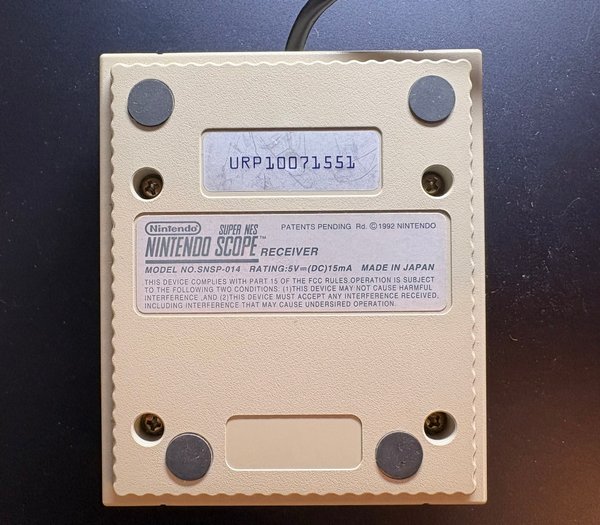 URP10071551
Nintendo SUPER NES PATENTS PENDING Rd. ©1992 NINTENDO
NINTENDO SCOPE™ RECEIVER
MODEL NO.SNSP-014 RATING:5V⎓(DC)15mA MADE IN JAPAN
THIS DEVICE COMPLIES WITH PART 15 OF THE FCC RULES.OPERATION IS SUBJECT
TO THE FOLLOWING TWO CONDITIONS: (1)THIS DEVICE MAY NOT CAUSE HARMFUL
INTERFERENCE ,AND (2)THIS DEVICE MUST ACCEPT ANY INTERFERENCE RECEIVED,
INCLUDING INTERFERENCE THAT MAY CAUSE UNDERSIRED OPERATION.